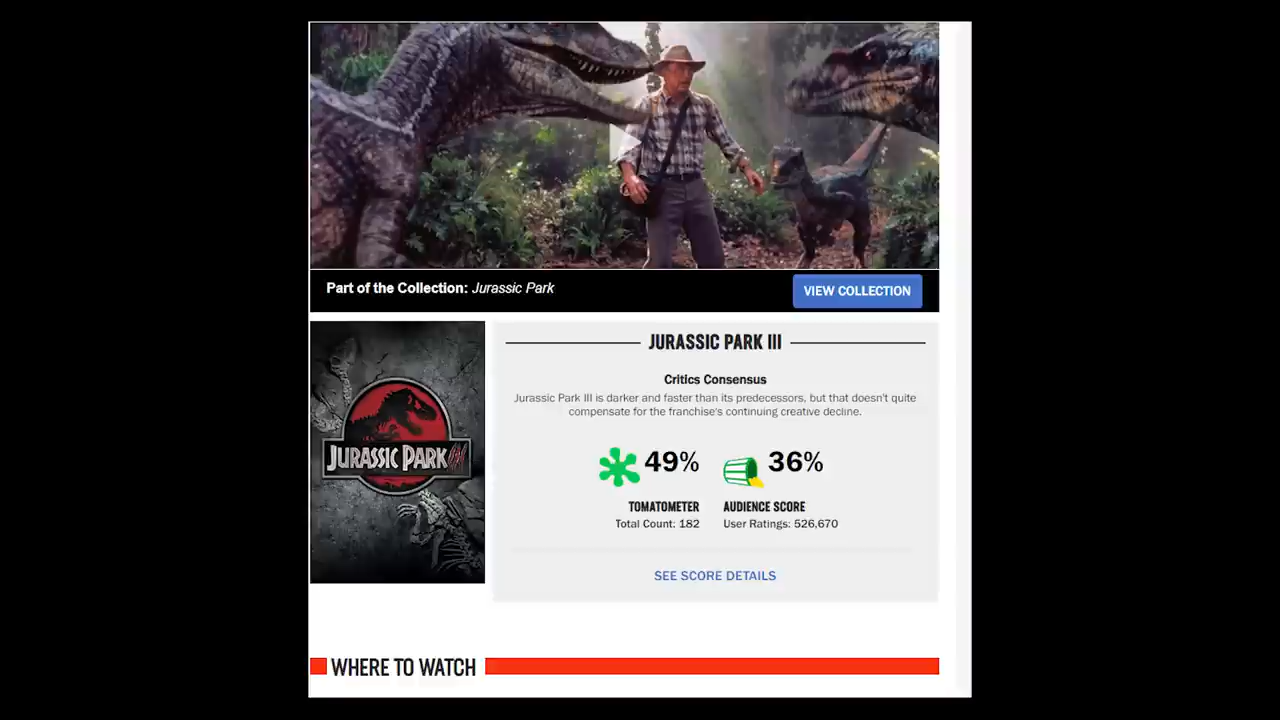 Part of the Collection: Jurassic Park
VIEW COLLECTION
JURASSIC PARK
JURASSIC PARK III
Critics Consensus
Jurassic Park III is darker and faster than its predecessors, but that doesn't quite
compensate for the franchise's continuing creative decline.
49%
36%
TOMATOMETER
AUDIENCE SCORE
Total Count: 182
User Ratings: 526,670
SEE SCORE DETAILS
WHERE TO WATCH